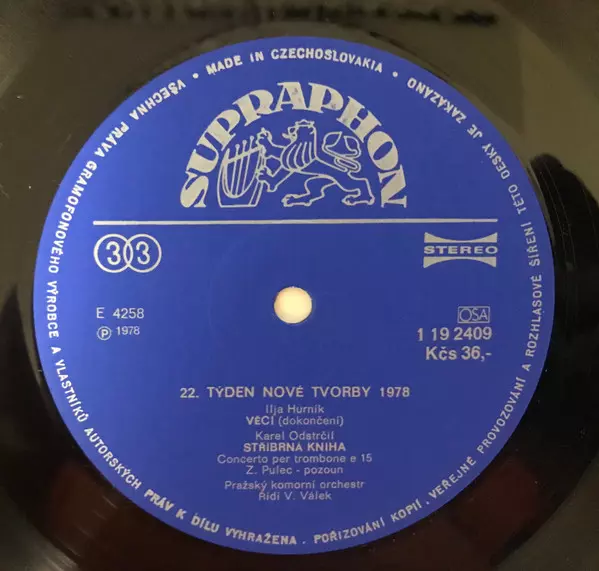 VŠECHNA PRÁVA GRAMOFONOVÉHO VÝROBCE A VLASTNÍKŮ AUTORSKÝCH PRÁV K DÍLU VYHRAŽENA. POŘIZOVÁNÍ KOPIÍ, VEŘEJNÉ PROVOZOVÁNÍ A ROZHLASOVÉ ŠÍŘENÍ TÉTO DESKY JE ZAKÁZÁNO
• MADE IN CZECHOSLOVAKIA •
SUPRAPHON
33
STEREO
E 4258
OSA
Ⓟ 1978
1 19 2409
Kčs 36,-
22. TÝDEN NOVÉ TVORBY 1978
Ilja Hurník
VĚCI (dokončení)
Karel Odstrčil
STŘÍBRNA KNIHA
Concerto per trombone e 15
Z. Pulec - pozoun
Pražský komorní orchestr
Řídí V. Válek